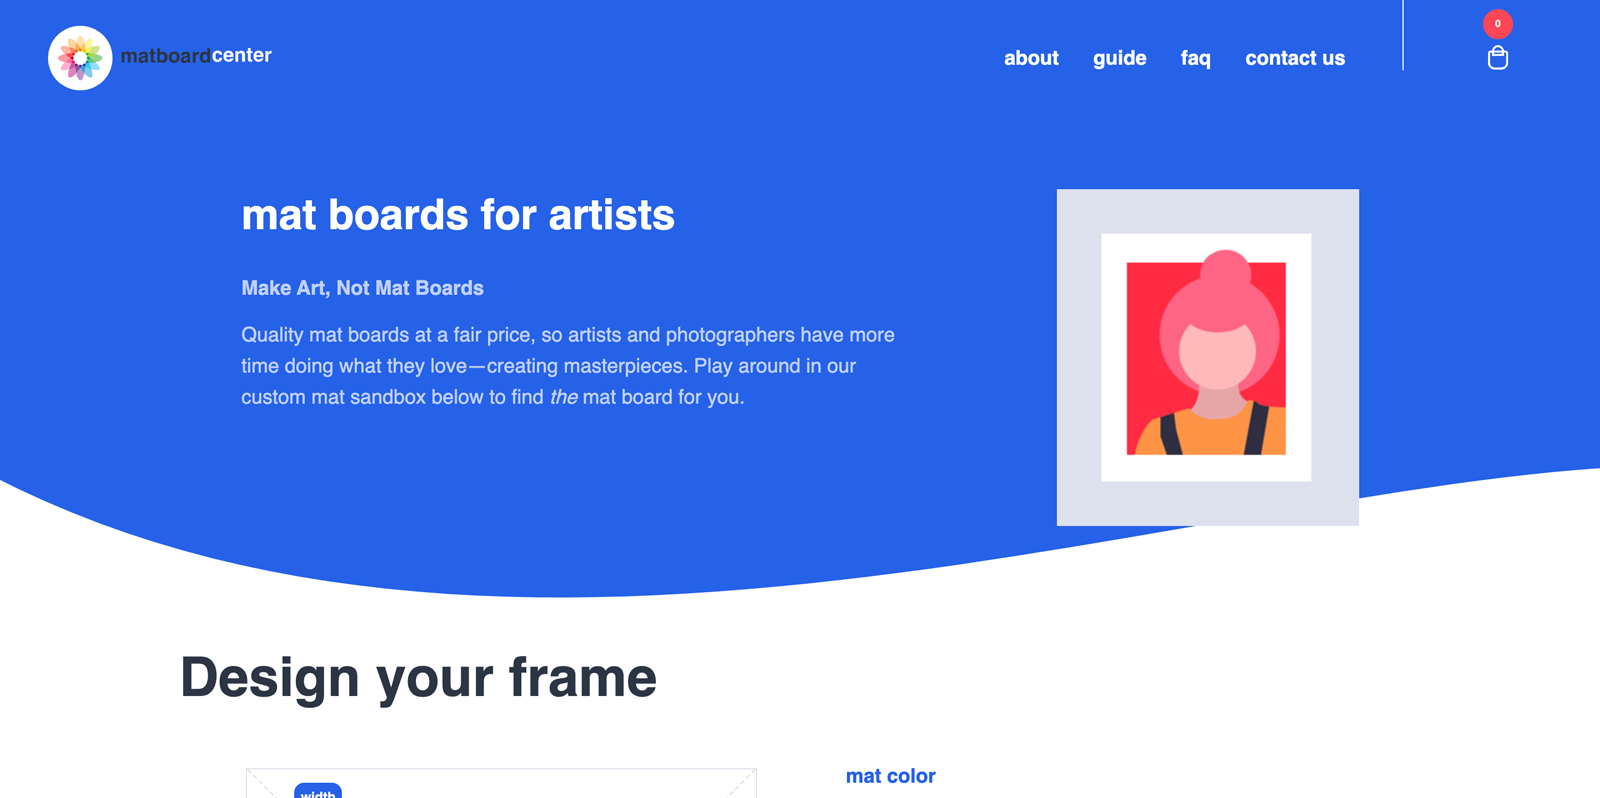 matboardcenter
about guide faq contact us
0
mat boards for artists
Make Art, Not Mat Boards
Quality mat boards at a fair price, so artists and photographers have more
time doing what they love—creating masterpieces. Play around in our
custom mat sandbox below to find the mat board for you.
Design your frame
mat color
width